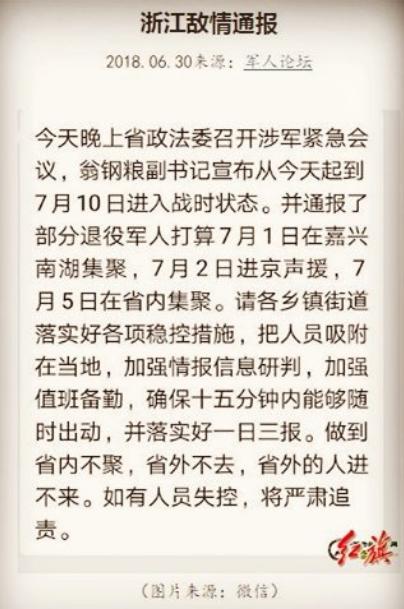 浙江敌情通报
2018.06.30来源：军人论坛
今天晚上省政法委召开涉军紧急会
议，翁钢粮副书记宣布从今天起到
7月10日进入战时状态。并通报了
部分退役军人打算7月1日在嘉兴
南湖集聚，7月2日进京声援，7
月5日在省内集聚。请各乡镇街道
落实好各项稳控措施，把人员吸附
在当地，加强情报信息研判，加强
值班备勤，确保十五分钟内能够随
时出动，并落实好一日三报。做到
省内不聚，省外不去，省外的人进
不来。如有人员失控，将严肃追
责。
红旗
（图片来源：微信）